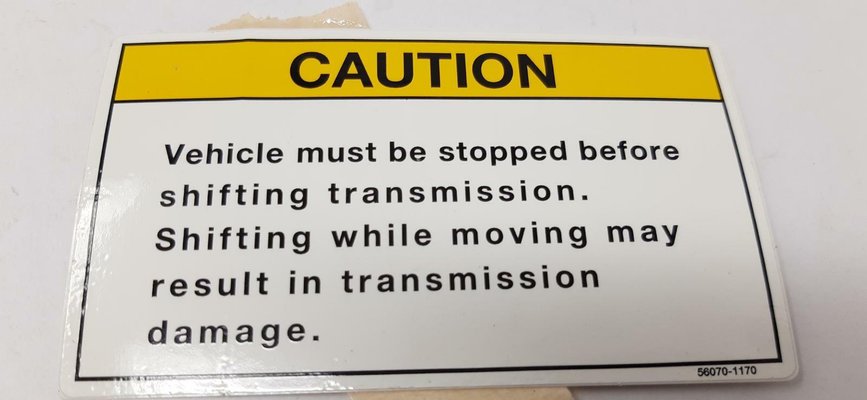 CAUTION
Vehicle must be stopped before
shifting transmission.
Shifting while moving may
result in transmission
damage.
56070-1170